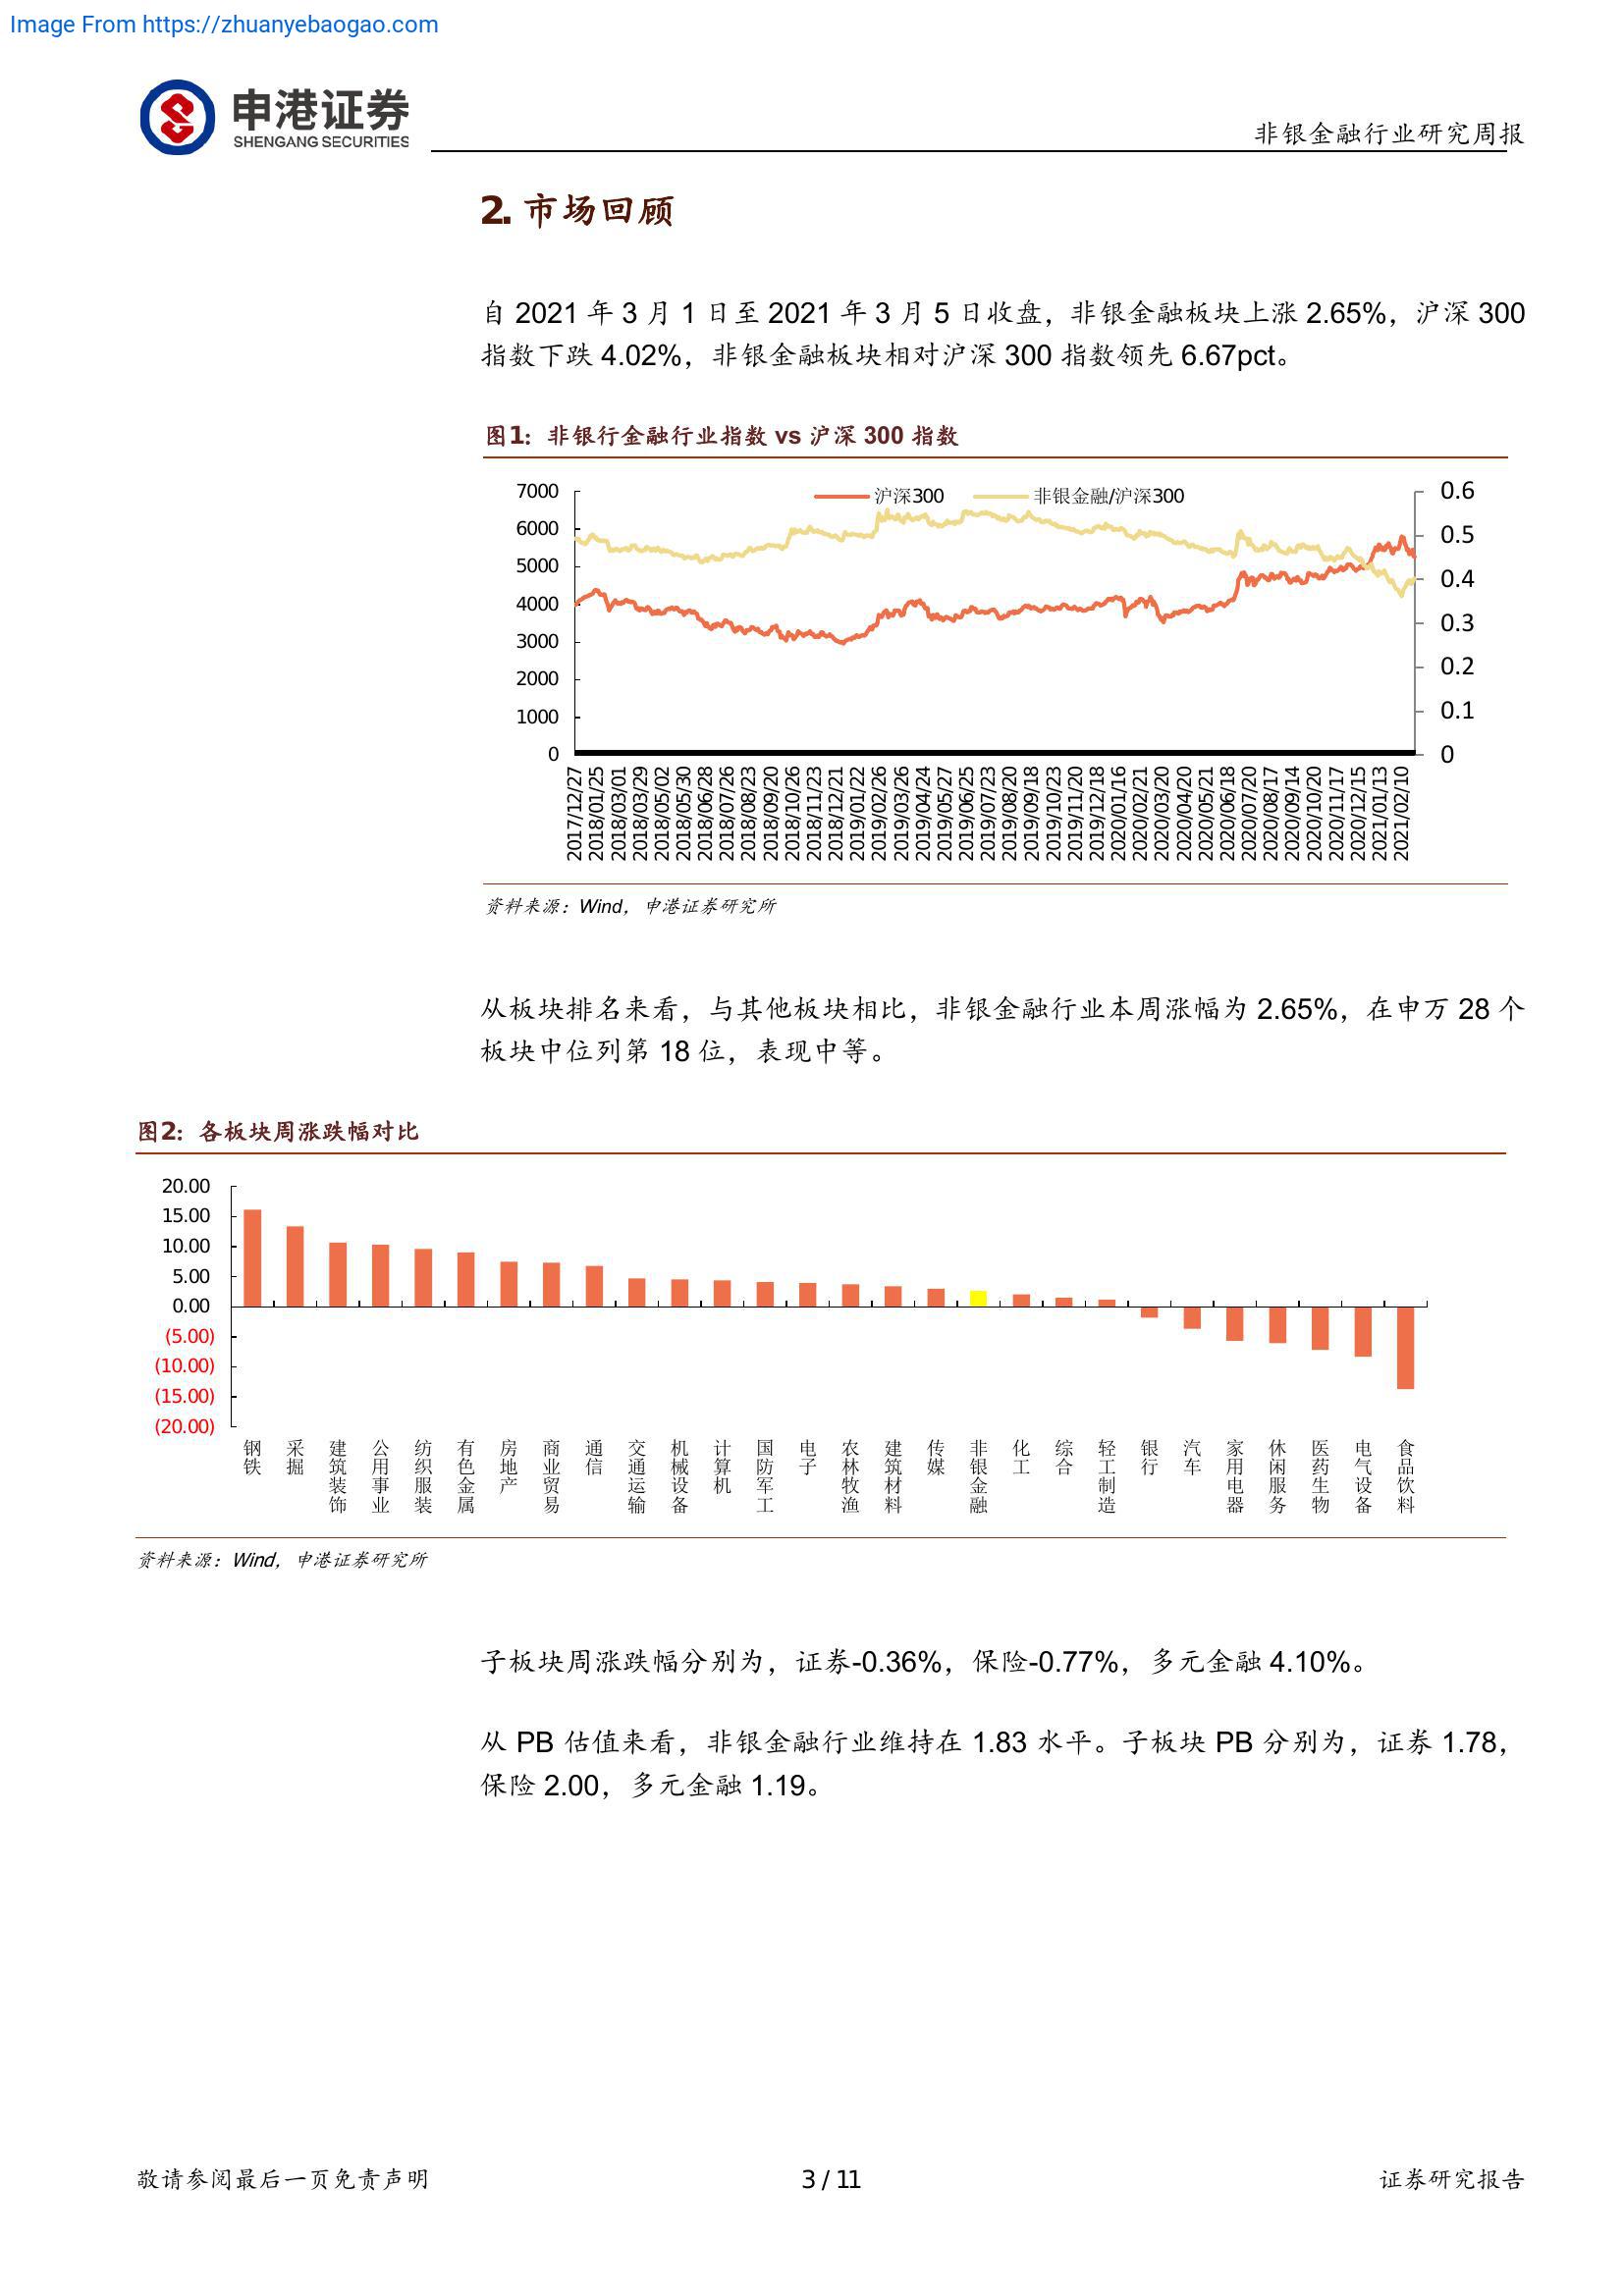 Image From https://zhuanyebaogao.com
申港证券
SHENGANG SECURITIES
非银金融行业研究周报
2. 市场回顾
自 2021 年 3 月 1 日至 2021 年 3 月 5 日收盘，非银金融板块上涨 2.65%，沪深 300
指数下跌 4.02%，非银金融板块相对沪深 300 指数领先 6.67pct。
图1：非银行金融行业指数 vs 沪深 300 指数
沪深300 非银金融/沪深300
7000
6000
5000
4000
3000
2000
1000
0
0.6
0.5
0.4
0.3
0.2
0.1
0
2017/12/27
2018/01/25
2018/03/01
2018/03/29
2018/05/02
2018/05/30
2018/06/28
2018/07/26
2018/08/23
2018/09/20
2018/10/26
2018/11/23
2018/12/21
2019/01/22
2019/02/26
2019/03/26
2019/04/24
2019/05/27
2019/06/25
2019/07/23
2019/08/20
2019/09/18
2019/10/23
2019/11/20
2019/12/18
2020/01/16
2020/02/21
2020/03/20
2020/04/20
2020/05/21
2020/06/18
2020/07/20
2020/08/17
2020/09/14
2020/10/20
2020/11/17
2020/12/15
2021/01/13
2021/02/10
资料来源：Wind，申港证券研究所
从板块排名来看，与其他板块相比，非银金融行业本周涨幅为 2.65%，在申万 28 个
板块中位列第 18 位，表现中等。
图2：各板块周涨跌幅对比
20.00
15.00
10.00
5.00
0.00
(5.00)
(10.00)
(15.00)
(20.00)
钢铁
采掘
建筑装饰
公用事业
纺织服装
有色金属
房地产
商业贸易
通信
交通运输
机械设备
计算机
国防军工
电子
农林牧渔
建筑材料
传媒
非银金融
化工
综合
轻工制造
银行
汽车
家用电器
休闲服务
医药生物
电气设备
食品饮料
资料来源：Wind，申港证券研究所
子板块周涨跌幅分别为，证券-0.36%，保险-0.77%，多元金融 4.10%。
从 PB 估值来看，非银金融行业维持在 1.83 水平。子板块 PB 分别为，证券 1.78，
保险 2.00，多元金融 1.19。
敬请参阅最后一页免责声明
3 / 11
证券研究报告